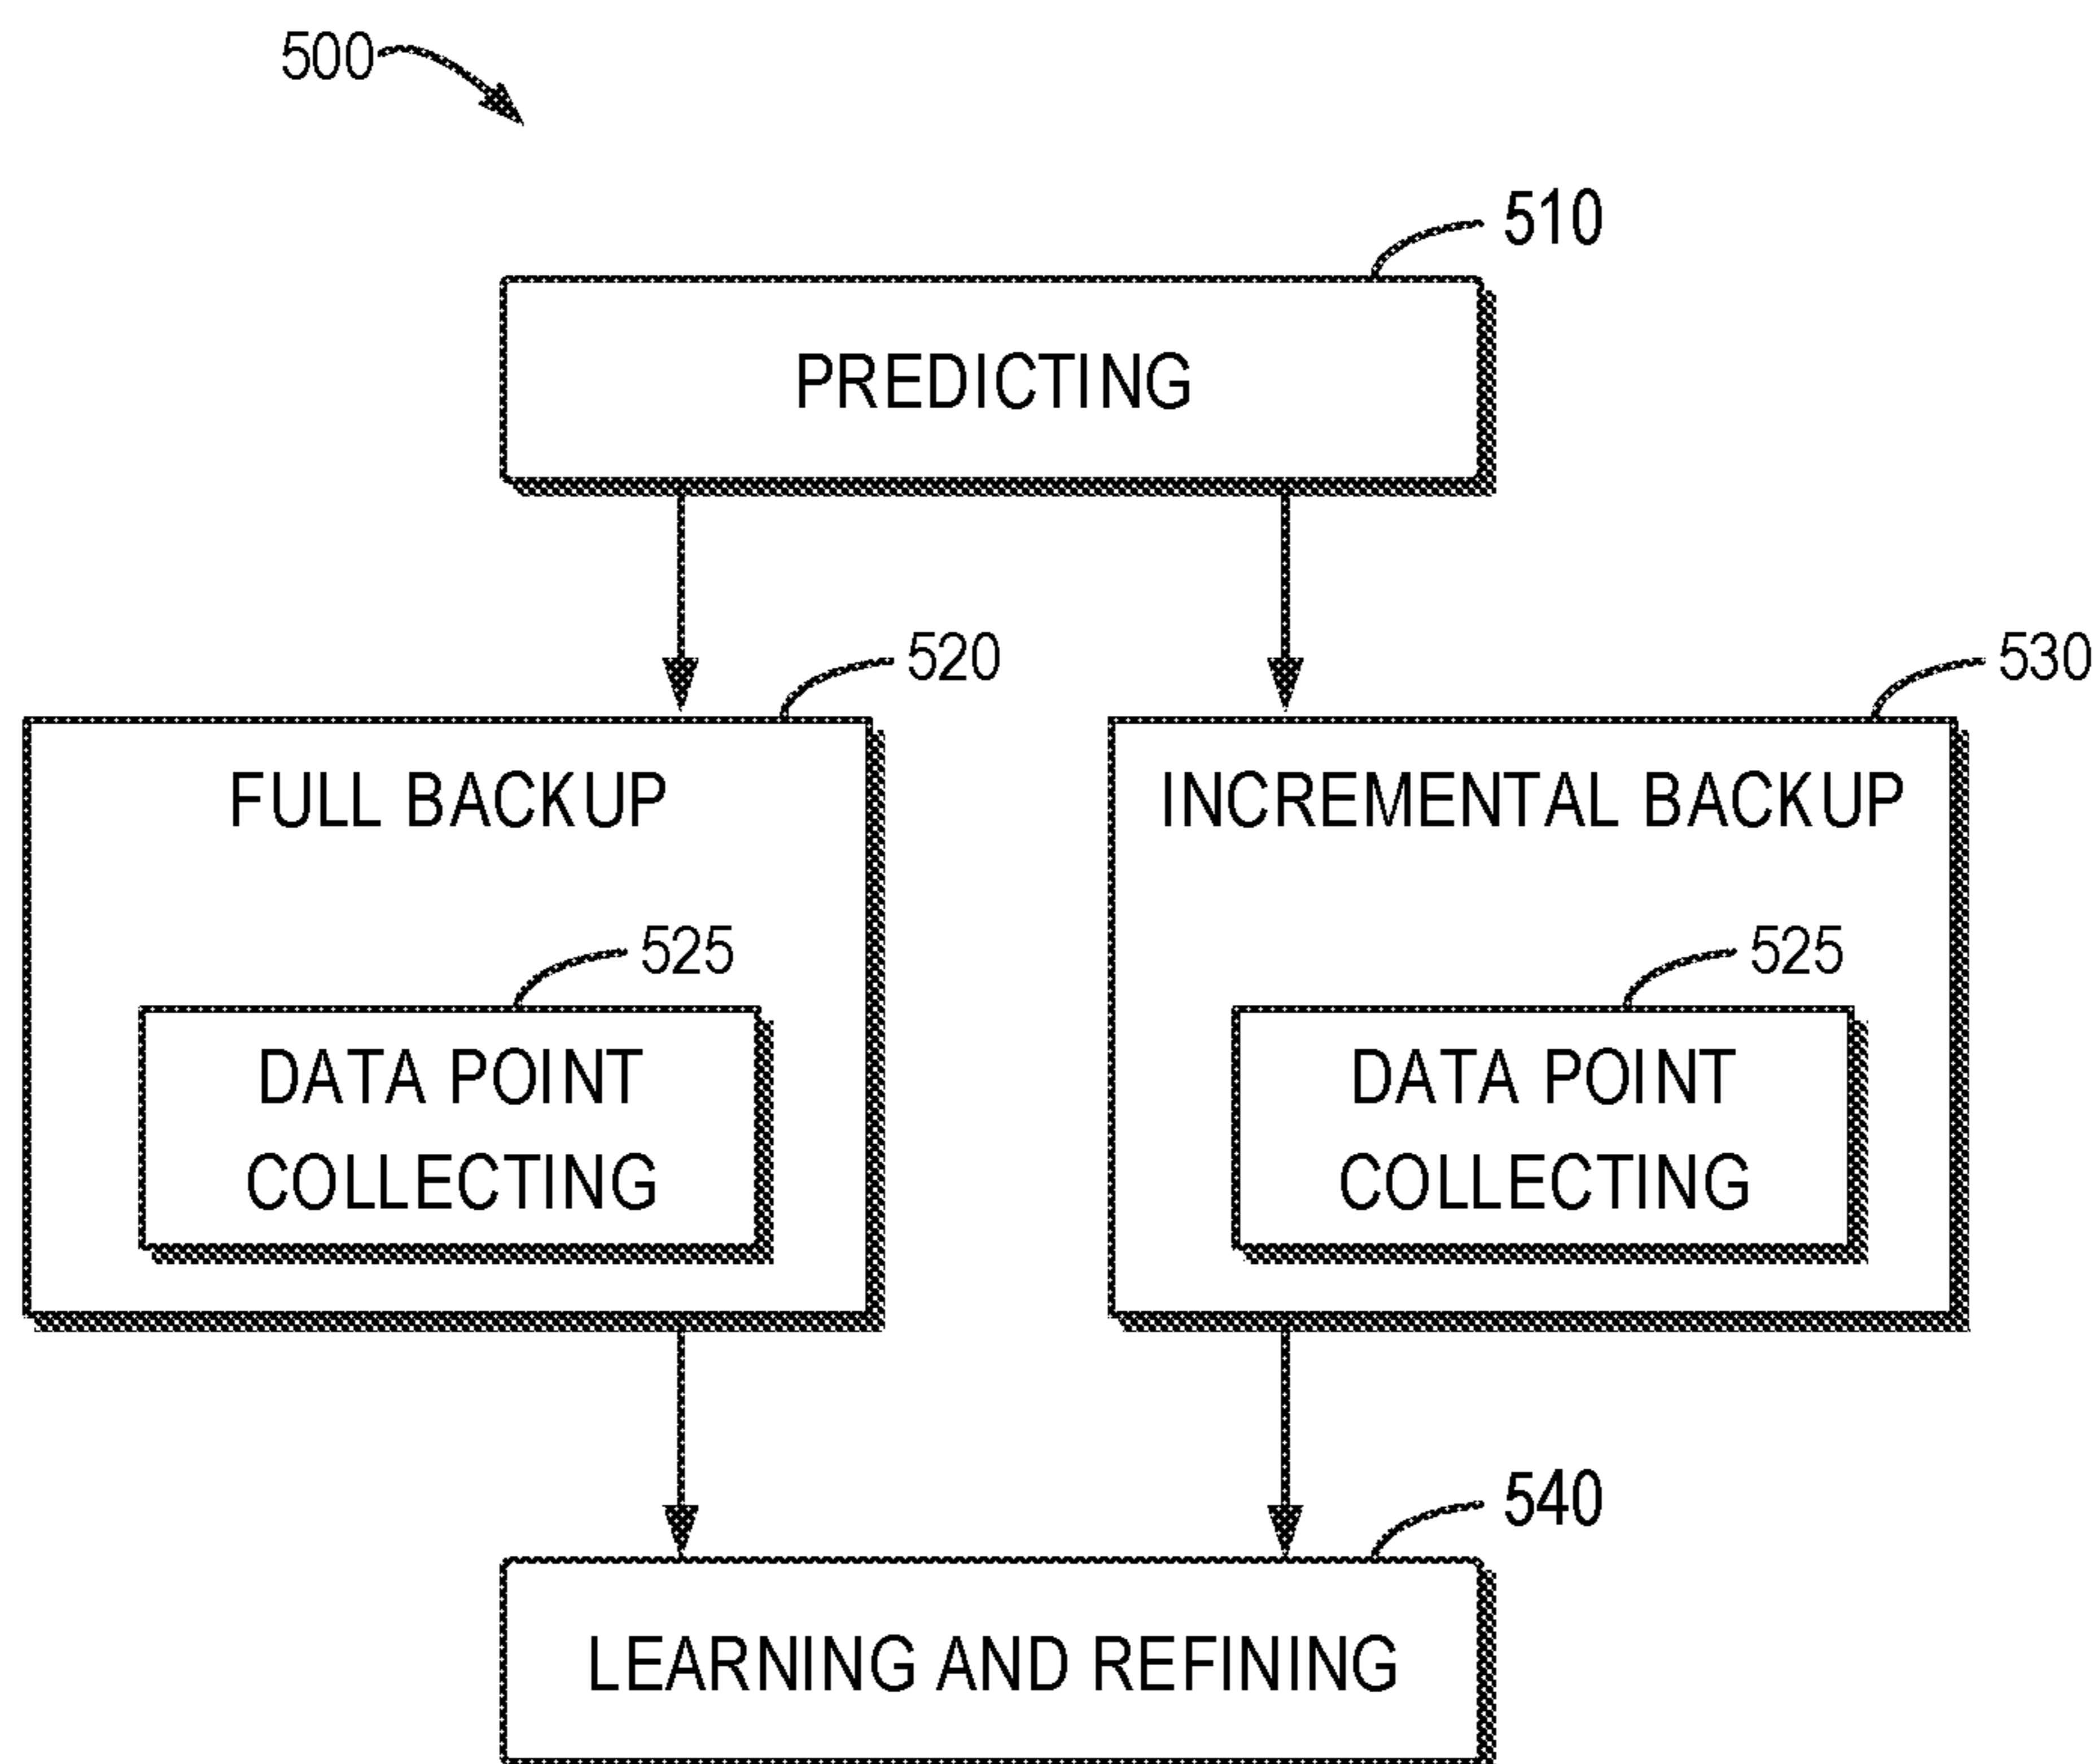 500
510
PREDICTING
520
530
FULL BACKUP
INCREMENTAL BACKUP
525
525
DATA POINT
COLLECTING
DATA POINT
COLLECTING
540
LEARNING AND REFINING